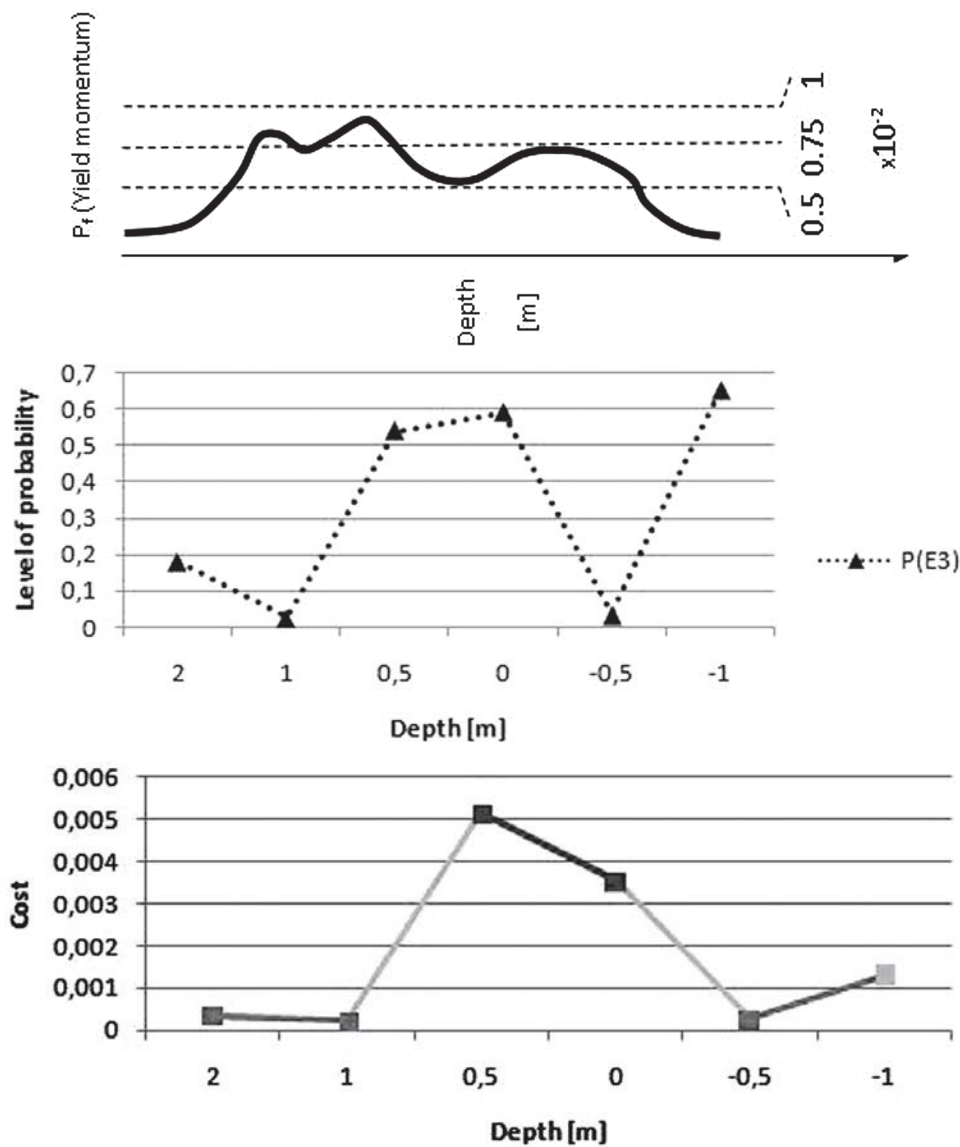 Pf (Yield momentum)
1
0.75
0.5
x10-2
Depth
[m]
Level of probability
0,7
0,6
0,5
0,4
0,3
0,2
0,1
0
2 1 0,5 0 -0,5 -1
Depth [m]
P(E3)
Cost
0,006
0,005
0,004
0,003
0,002
0,001
0
2 1 0,5 0 -0,5 -1
Depth [m]